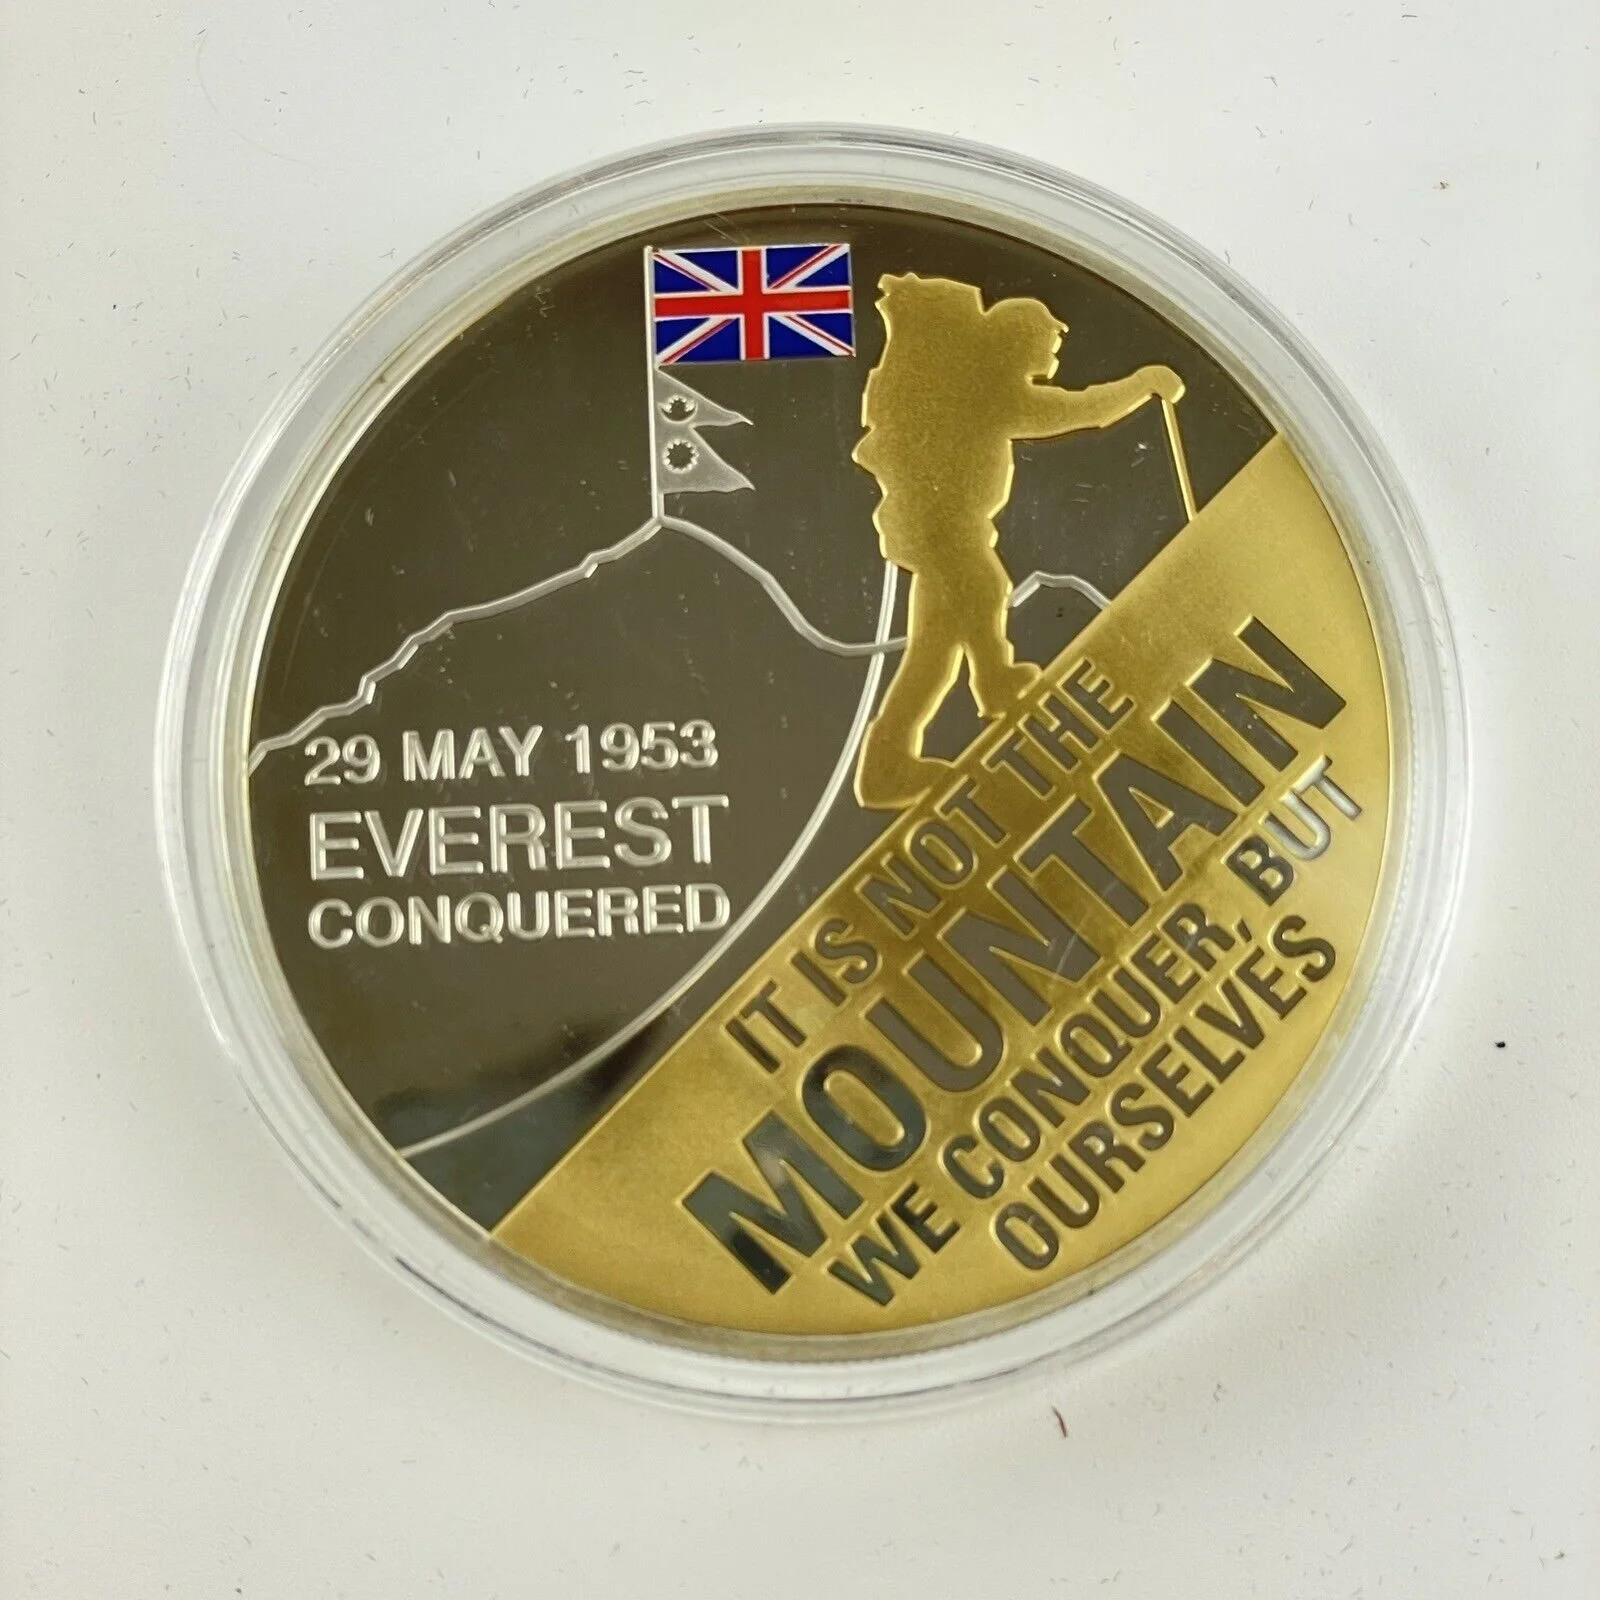 29 MAY 1953
EVEREST
CONQUERED
IT IS NOT THE
MOUNTAIN
WE CONQUER, BUT
OURSELVES